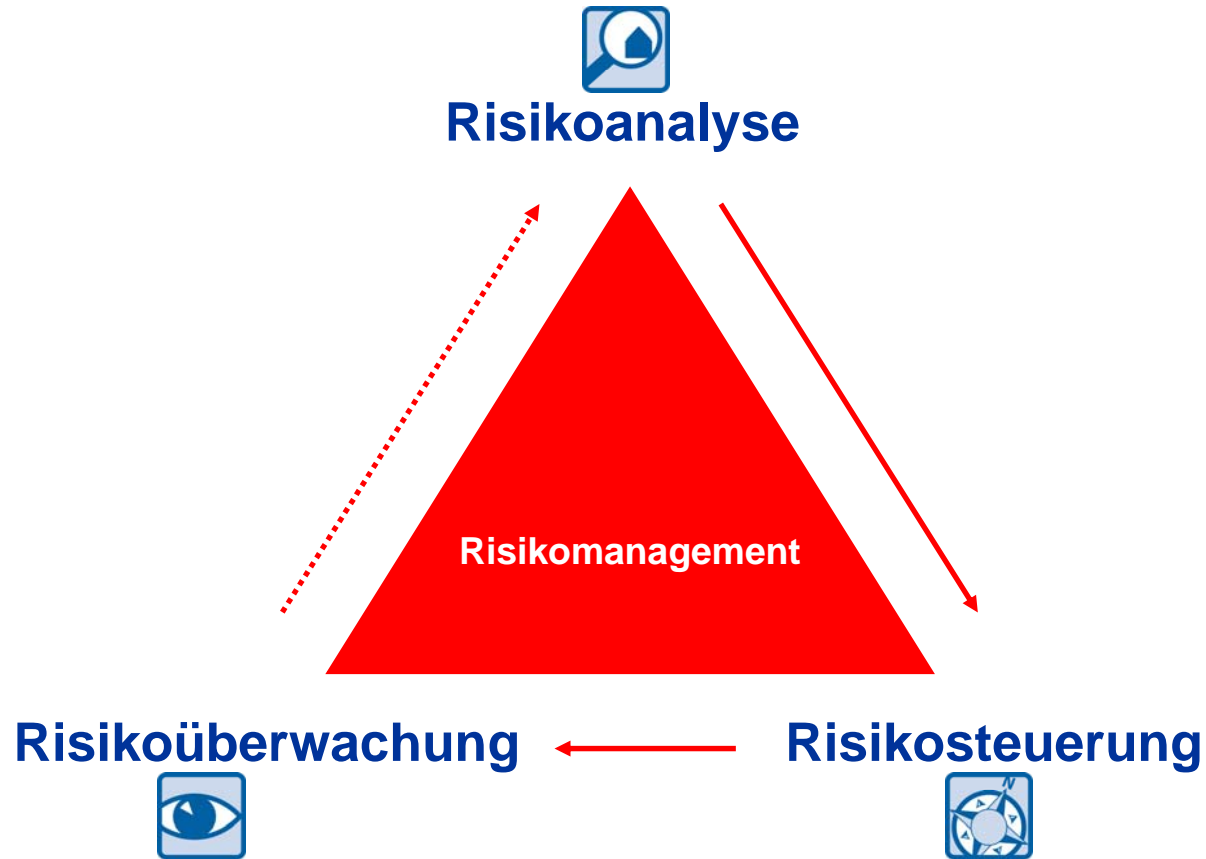 Risikoanalyse
Risikomanagement
Risikoüberwachung
Risikosteuerung
N